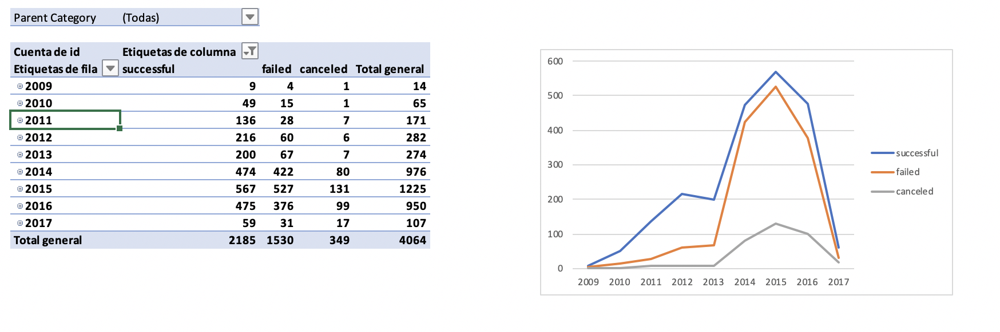 Parent Category (Todas)
Cuenta de id Etiquetas de columna
Etiquetas de fila successful failed canceled Total general
2009 9 4 1 14
2010 49 15 1 65
2011 136 28 7 171
2012 216 60 6 282
2013 200 67 7 274
2014 474 422 80 976
2015 567 527 131 1225
2016 475 376 99 950
2017 59 31 17 107
Total general 2185 1530 349 4064
600
500
400
300
200
100
0
2009 2010 2011 2012 2013 2014 2015 2016 2017
successful
failed
canceled